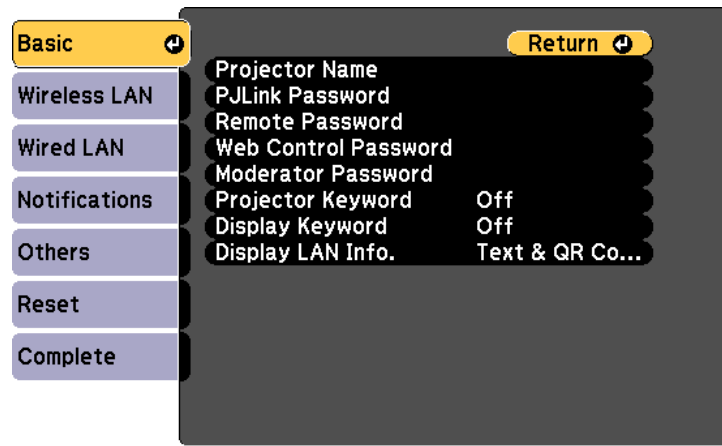 Basic
Wireless LAN
Wired LAN
Notifications
Others
Reset
Complete
Return
Projector Name
PJLink Password
Remote Password
Web Control Password
Moderator Password
Projector Keyword Off
Display Keyword Off
Display LAN Info. Text & QR Co...